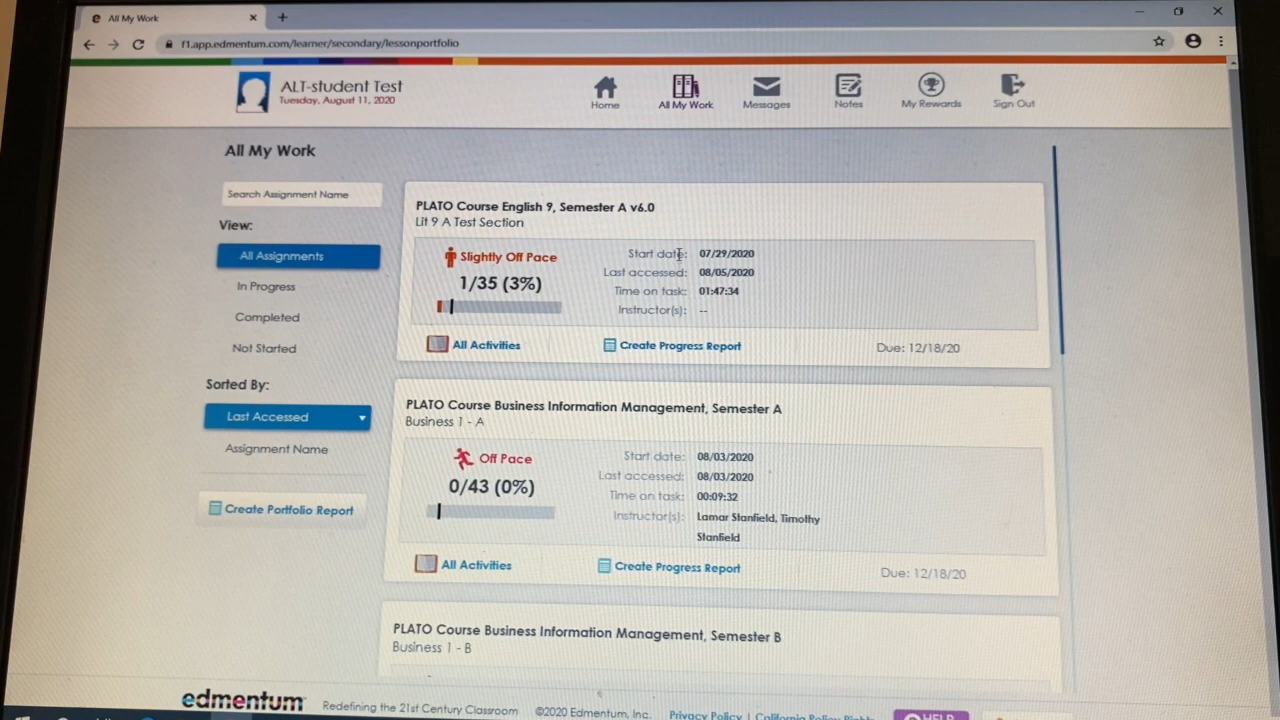 All My Work
f1.app.edmentum.com/learner/secondary/lessonportfolio
ALT-student Test
Tuesday, August 11, 2020
Home
All My Work
Messages
Notes
My Rewards
Sign Out
All My Work
Search Assignment Name
View:
All Assignments
In Progress
Completed
Not Started
Sorted By:
Last Accessed
Assignment Name
Create Portfolio Report
PLATO Course English 9, Semester A v6.0
Lit 9 A Test Section
Slightly Off Pace
1/35 (3%)
Start date: 07/29/2020
Last accessed: 08/05/2020
Time on task: 01:47:34
Instructor(s): --
All Activities
Create Progress Report
Due: 12/18/20
PLATO Course Business Information Management, Semester A
Business 1 - A
Off Pace
0/43 (0%)
Start date: 08/03/2020
Last accessed: 08/03/2020
Time on task: 00:09:32
Instructor(s): Lamar Stanfield, Timothy
Stanfield
All Activities
Create Progress Report
Due: 12/18/20
PLATO Course Business Information Management, Semester B
Business 1 - B
edmentum
Redefining the 21st Century Classroom
©2020 Edmentum, Inc.
Privacy Policy | California Policy Rights
HELP